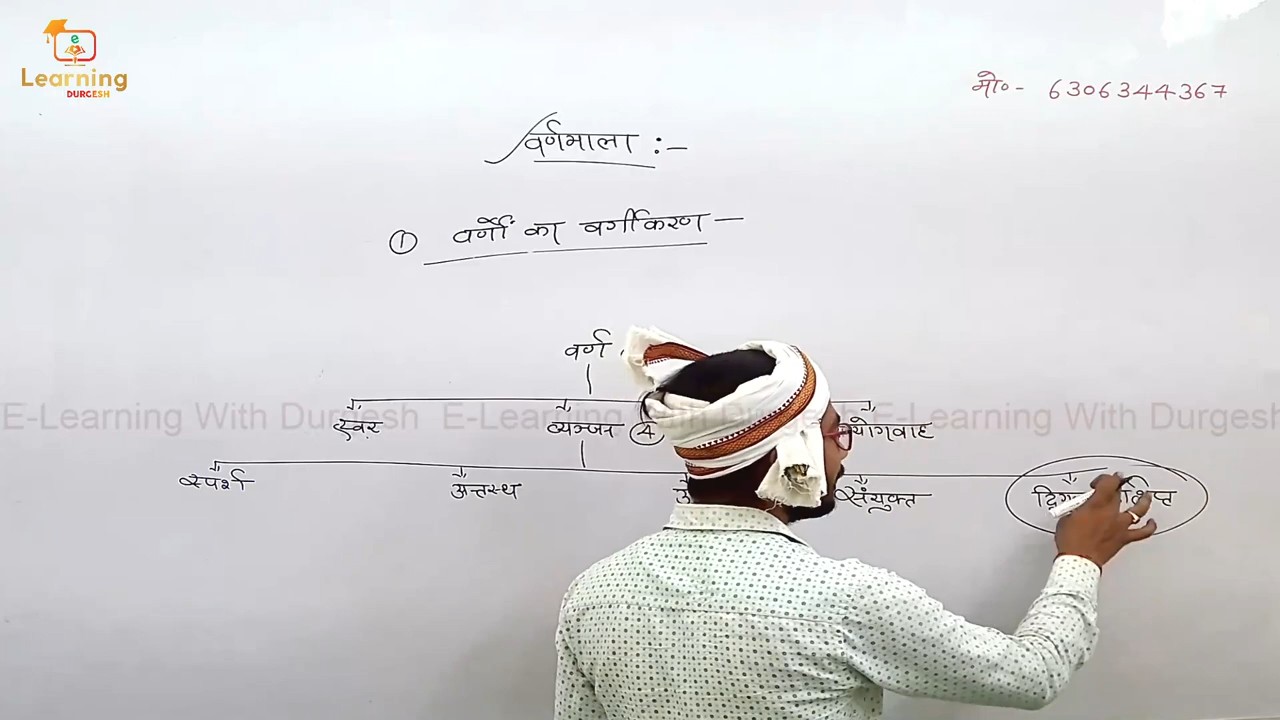 e
Learning
DURGESH
मो०- 6306344367
वर्णमाला :-
① वर्णों का वर्गीकरण -
वर्ण
E-Learning With Durgesh E-Learning With Durgesh E-Learning With Durgesh
स्वर व्यञ्जन ④
स्पर्श अन्तस्थ संयुक्त